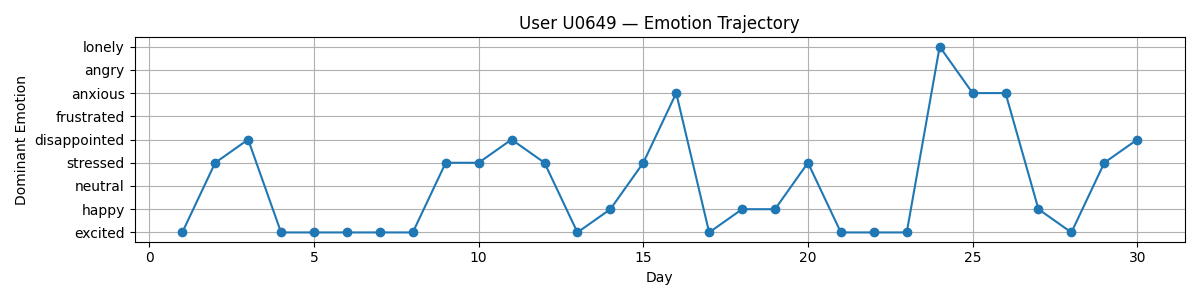 User U0649 — Emotion Trajectory
Dominant Emotion
lonely
angry
anxious
frustrated
disappointed
stressed
neutral
happy
excited
0 5 10 15 20 25 30
Day